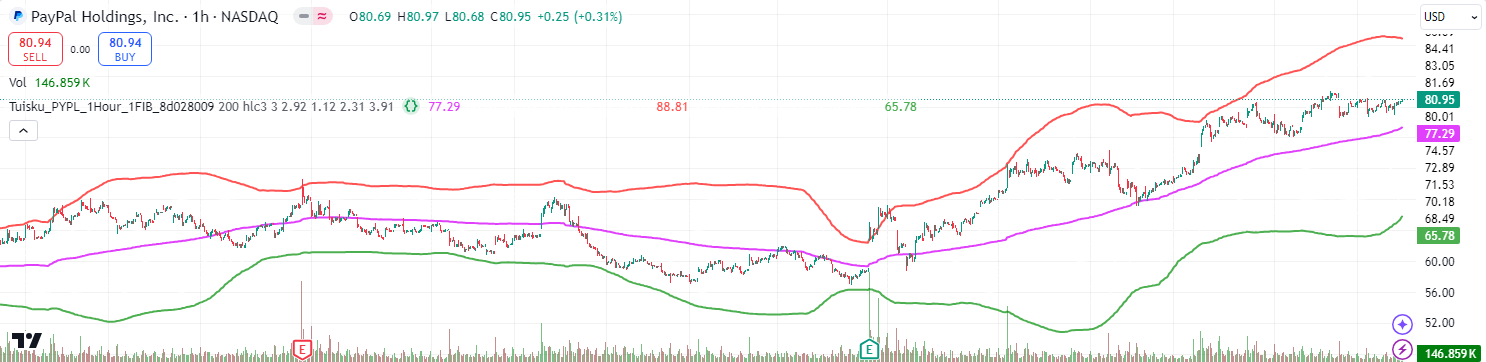 PayPal Holdings, Inc. · 1h · NASDAQ O80.69 H80.97 L80.68 C80.95 +0.25 (+0.31%)
USD
80.94 SELL 0.00 80.94 BUY
Vol 146.859 K
Tuisku_PYPL_1Hour_1FIB_8d028009 200 hlc3 3 2.92 1.12 2.31 3.91 {} 77.29 88.81 65.78
84.41
83.05
81.69
80.95
80.01
77.29
74.57
72.89
71.53
70.18
68.49
65.78
60.00
56.00
52.00
146.859 K
E
E